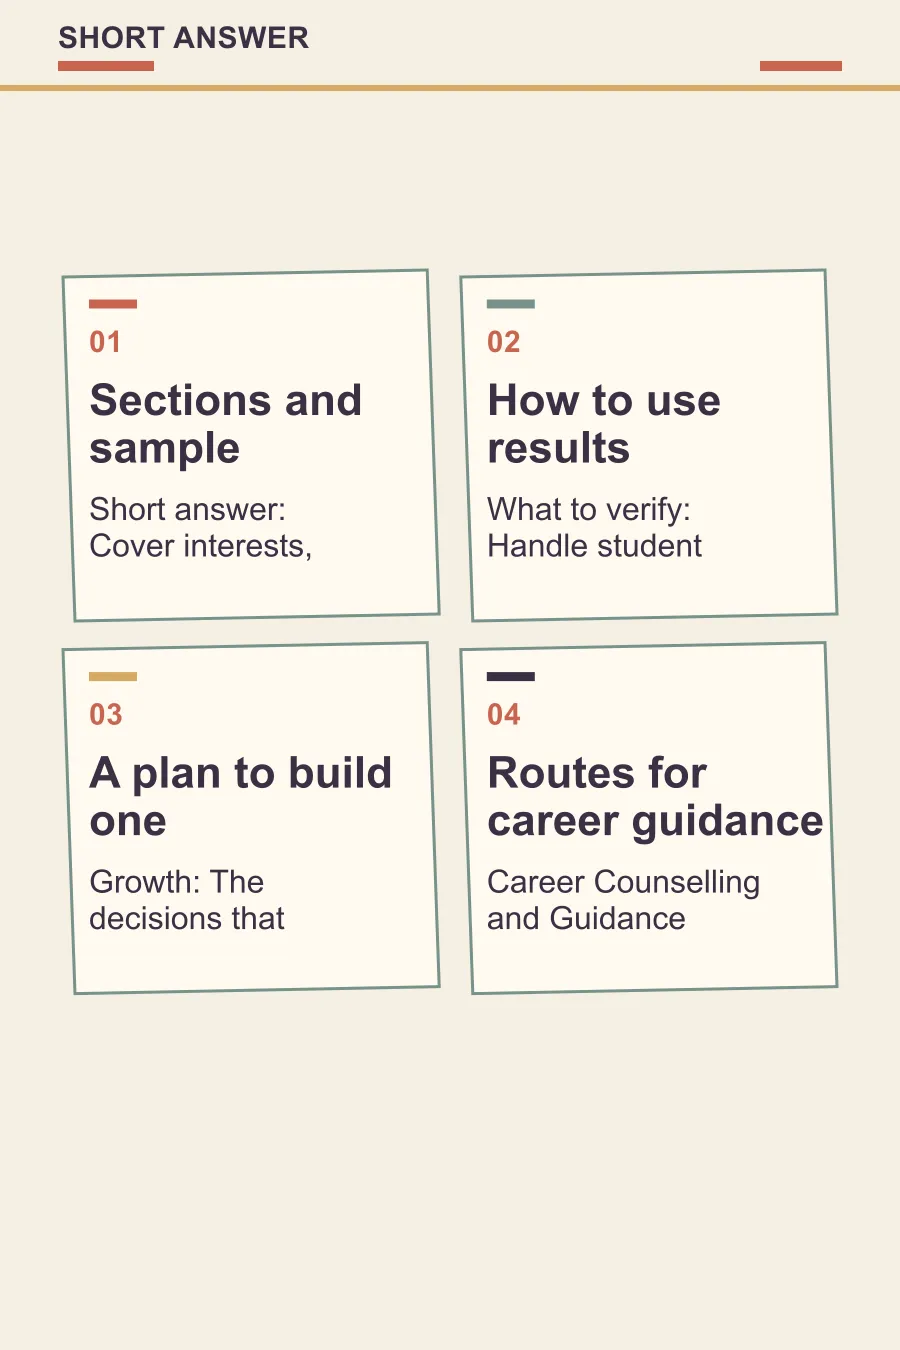 SHORT ANSWER
01
Sections and
sample
Short answer:
Cover interests,
02
How to use
results
What to verify:
Handle student
03
A plan to build
one
Growth: The
decisions that
04
Routes for
career guidance
Career Counselling
and Guidance